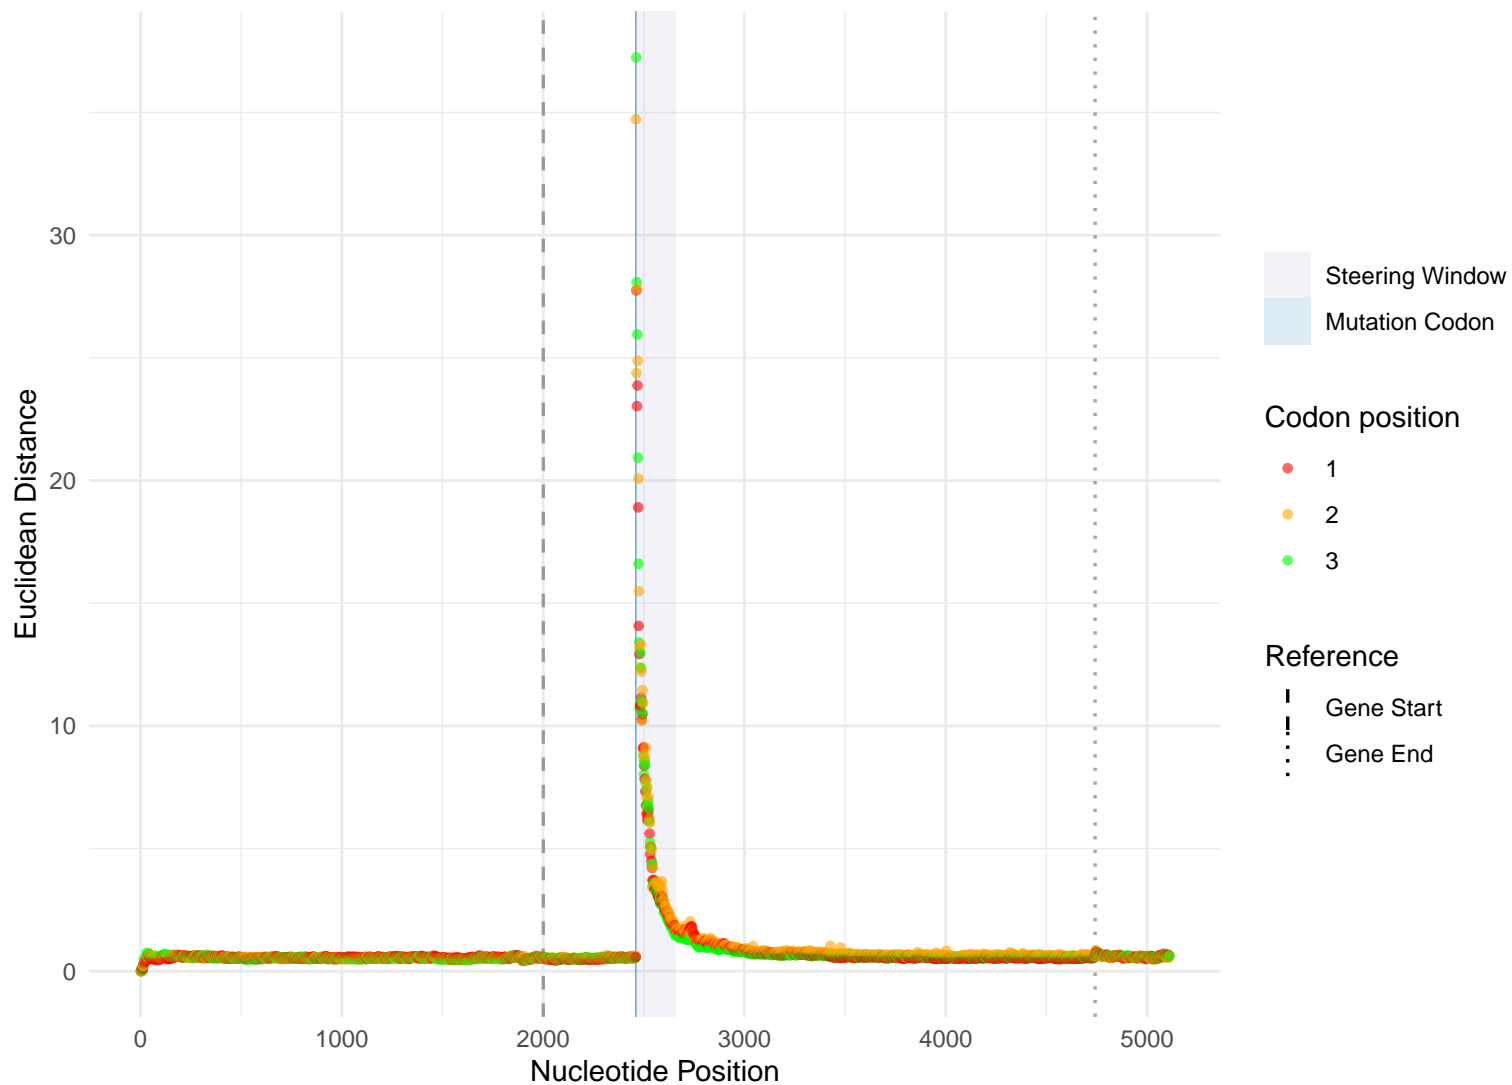 30
20
10
0
Euclidean Distance
0
1000
2000
3000
4000
5000
Nucleotide Position
Steering Window
Mutation Codon
Codon position
1
2
3
Reference
Gene Start
Gene End